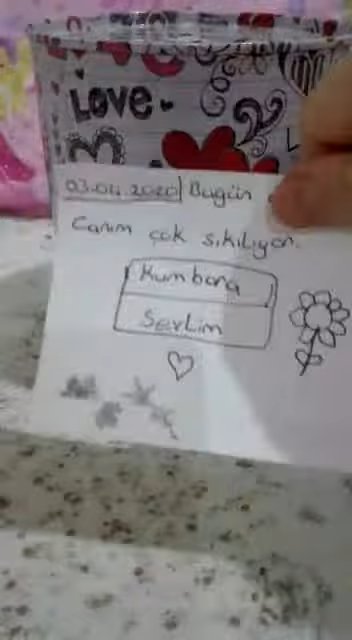 Love
03.04.2020 | Bugün
Canım çok sıkılıyor.
Kumbara
Sevlim